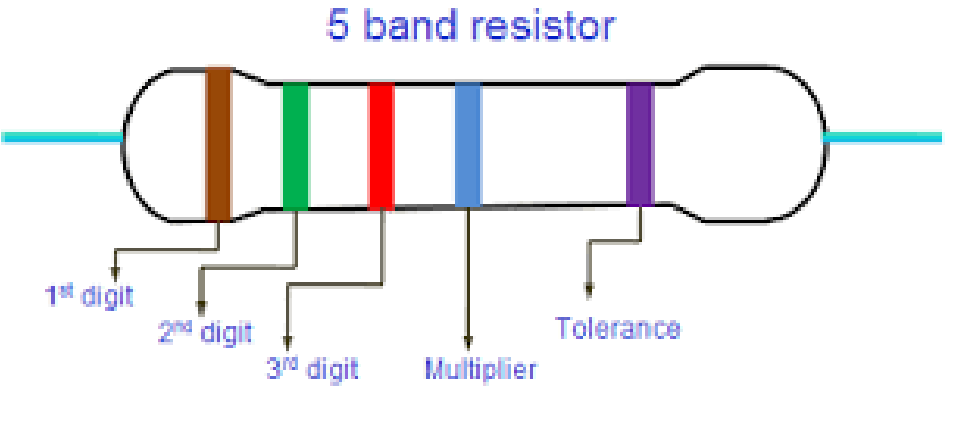 5 band resistor
1st digit
2nd digit
3rd digit
Multiplier
Tolerance